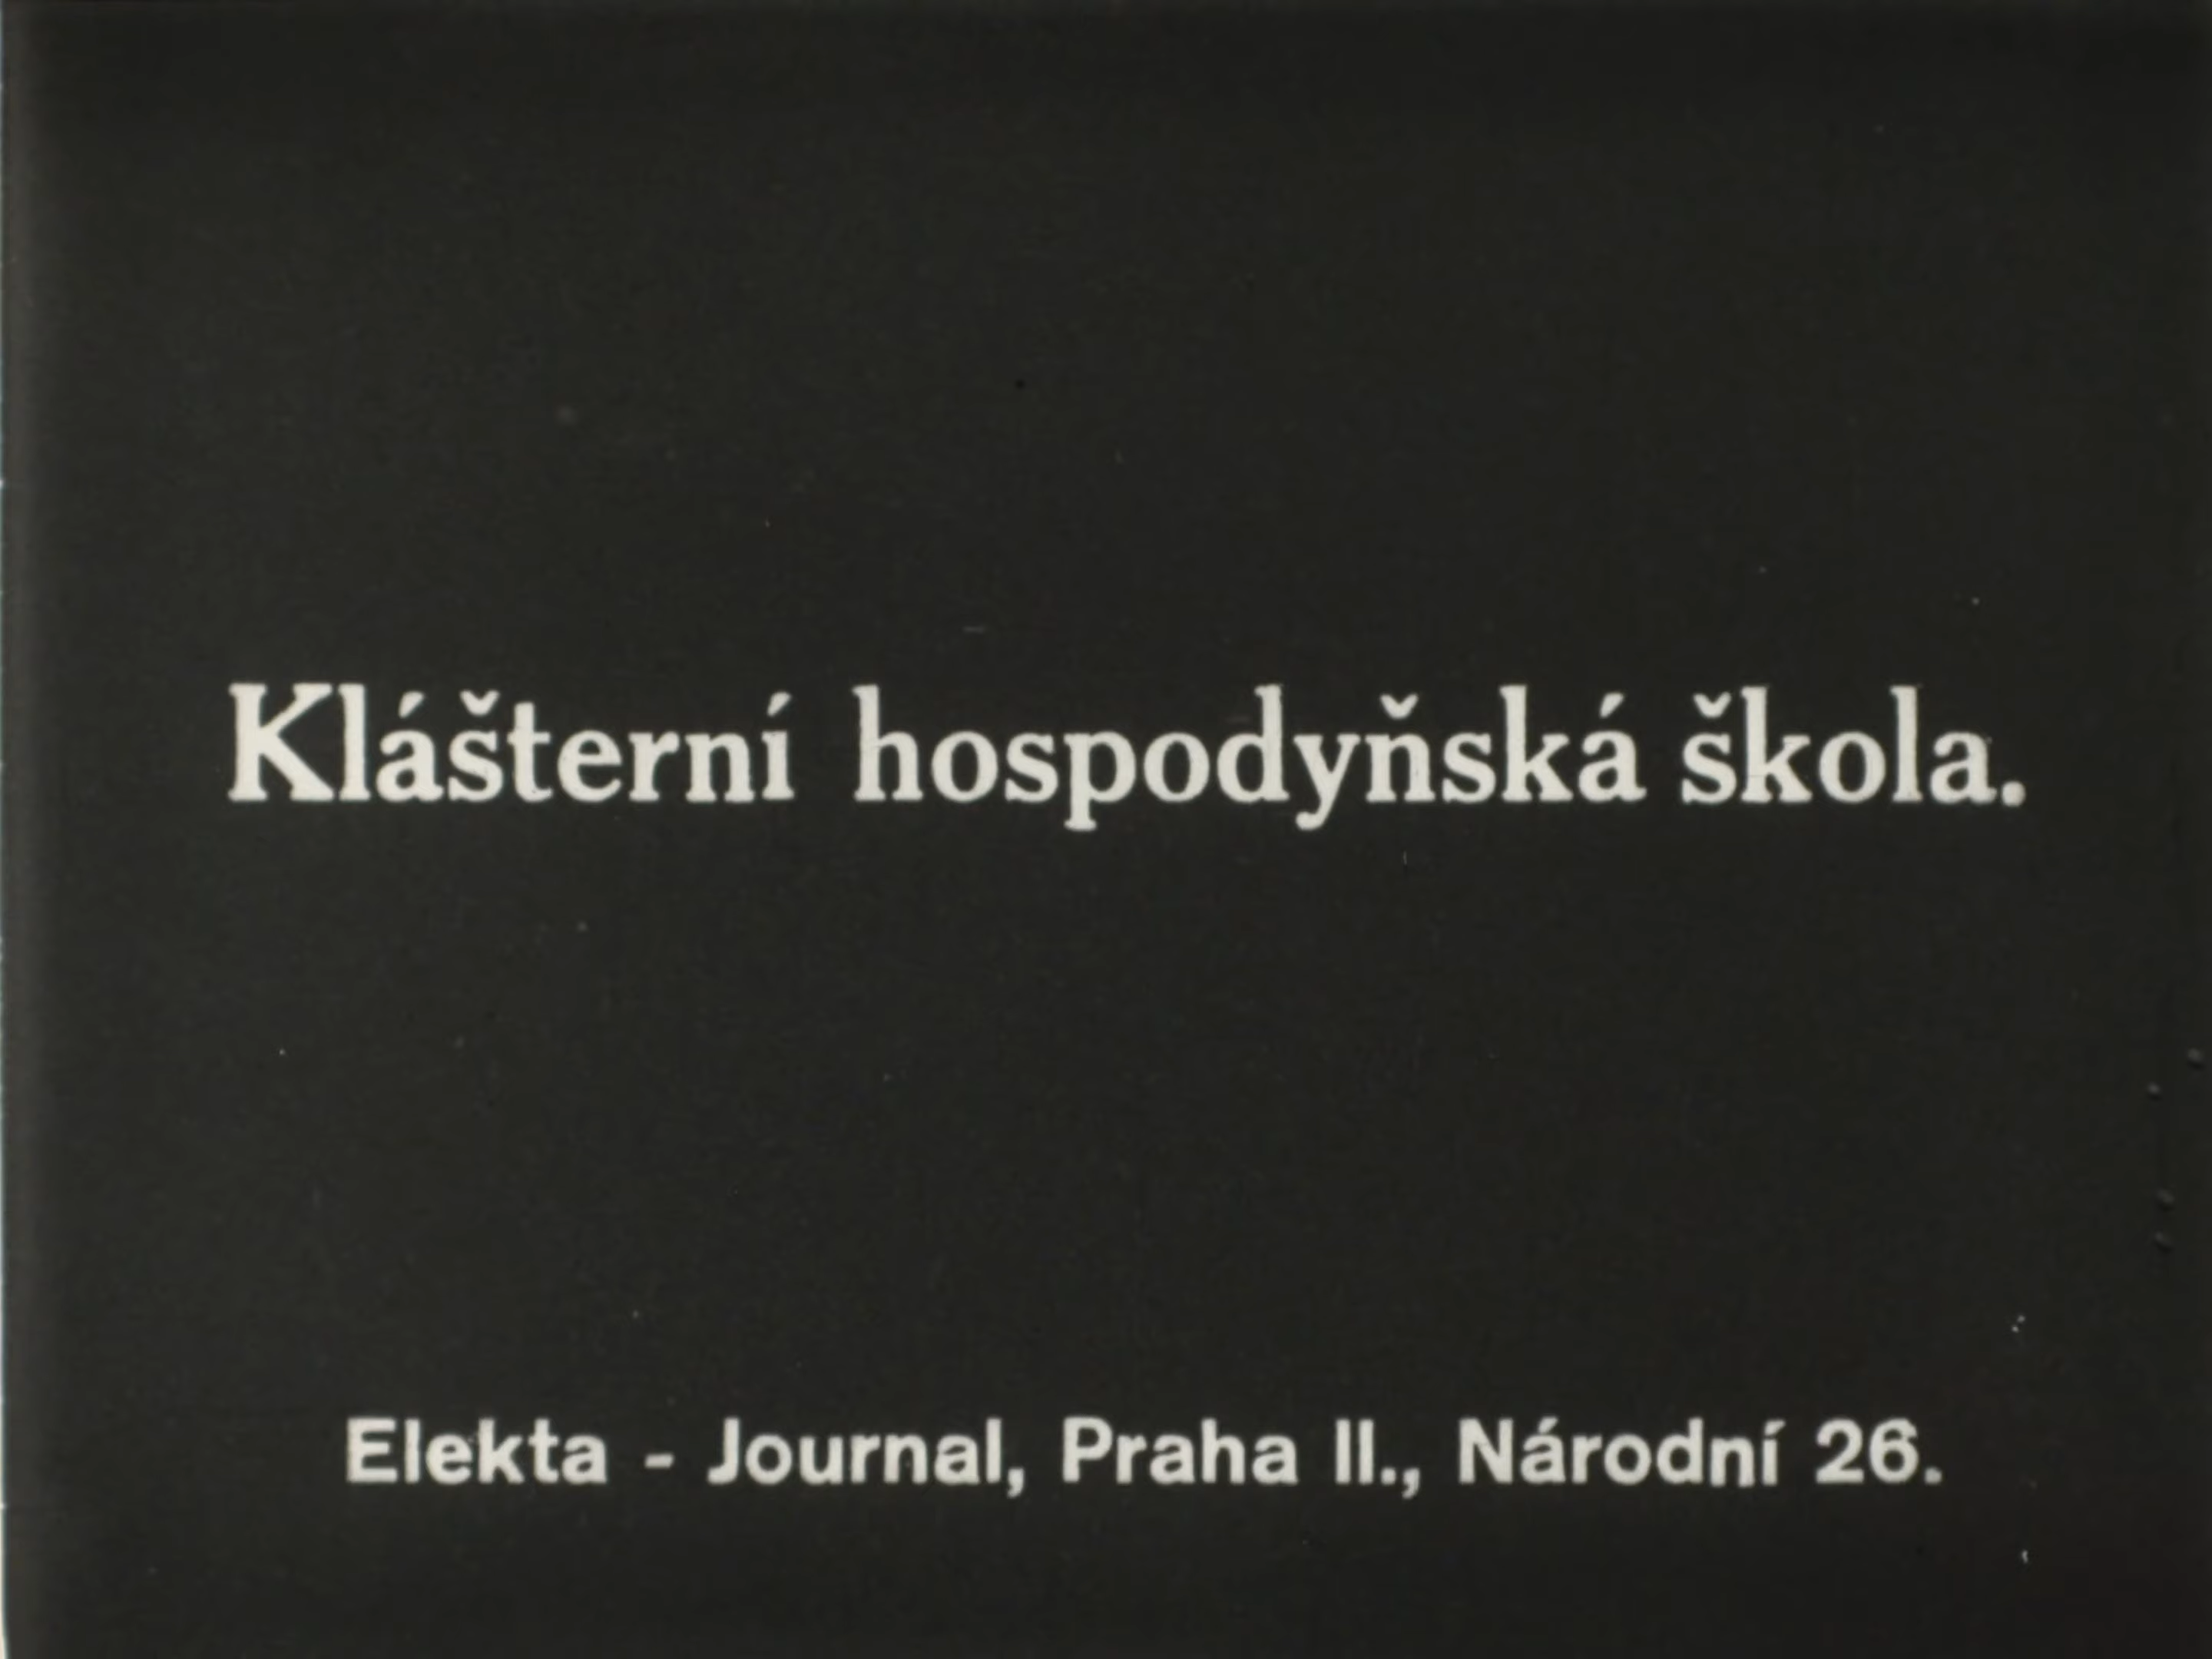 Klášterní hospodyňská škola.
Elekta - Journal, Praha II., Národní 26.